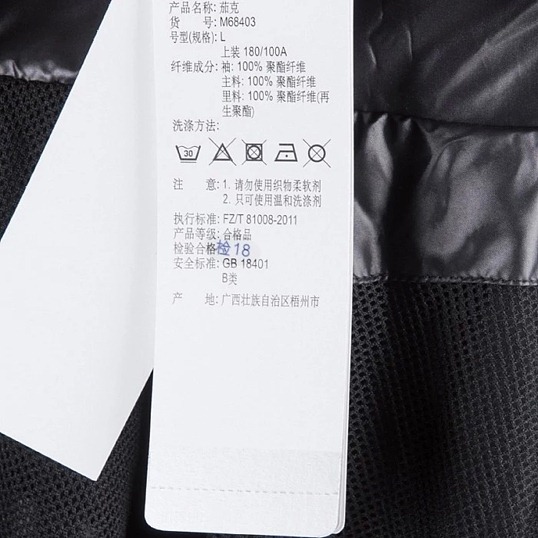 产品名称: 茄克
货 号: M68403
号型(规格): L
上装 180/100A
纤维成分: 袖: 100% 聚酯纤维
主料: 100% 聚酯纤维
里料: 100% 聚酯纤维(再
生聚酯)
洗涤方法:
30
注 意: 1. 请勿使用织物柔软剂
2. 只可使用温和洗涤剂
执行标准: FZ/T 81008-2011
产品等级: 合格品
检验合格 检 18
安全标准: GB 18401
B类
产 地: 广西壮族自治区梧州市